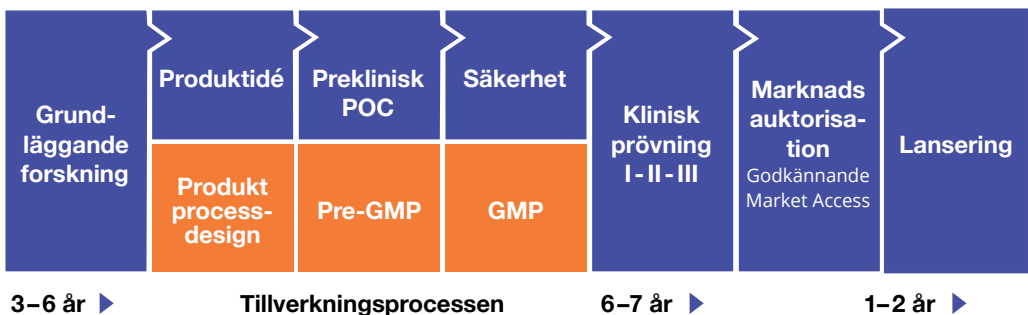 Grund-
läggande
forskning
Produktidé
Produkt
process-
design
Preklinisk
POC
Pre-GMP
Säkerhet
GMP
Klinisk
prövning
I - II - III
Marknads
auktorisa-
tion
Godkännande
Market Access
Lansering
3–6 år
Tillverkningsprocessen
6–7 år
1–2 år